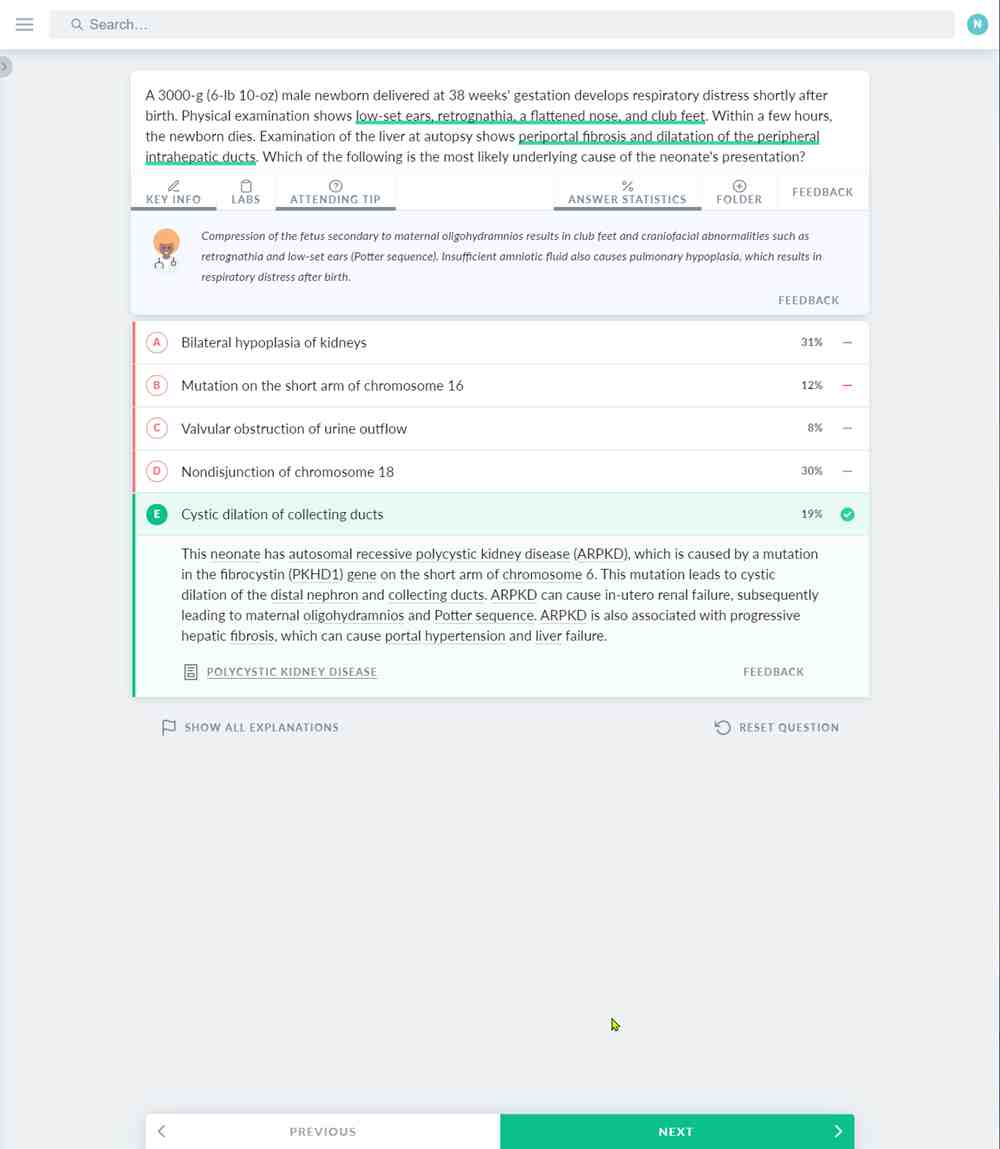 Search...
N
A 3000-g (6-lb 10-oz) male newborn delivered at 38 weeks' gestation develops respiratory distress shortly after
birth. Physical examination shows low-set ears, retrognathia, a flattened nose, and club feet. Within a few hours,
the newborn dies. Examination of the liver at autopsy shows periportal fibrosis and dilatation of the peripheral
intrahepatic ducts. Which of the following is the most likely underlying cause of the neonate's presentation?
KEY INFO LABS ATTENDING TIP ANSWER STATISTICS FOLDER FEEDBACK
Compression of the fetus secondary to maternal oligohydramnios results in club feet and craniofacial abnormalities such as
retrognathia and low-set ears (Potter sequence). Insufficient amniotic fluid also causes pulmonary hypoplasia, which results in
respiratory distress after birth.
FEEDBACK
A Bilateral hypoplasia of kidneys 31%
B Mutation on the short arm of chromosome 16 12%
C Valvular obstruction of urine outflow 8%
D Nondisjunction of chromosome 18 30%
E Cystic dilation of collecting ducts 19%
This neonate has autosomal recessive polycystic kidney disease (ARPKD), which is caused by a mutation
in the fibrocystin (PKHD1) gene on the short arm of chromosome 6. This mutation leads to cystic
dilation of the distal nephron and collecting ducts. ARPKD can cause in-utero renal failure, subsequently
leading to maternal oligohydramnios and Potter sequence. ARPKD is also associated with progressive
hepatic fibrosis, which can cause portal hypertension and liver failure.
POLYCYSTIC KIDNEY DISEASE FEEDBACK
SHOW ALL EXPLANATIONS RESET QUESTION
PREVIOUS NEXT